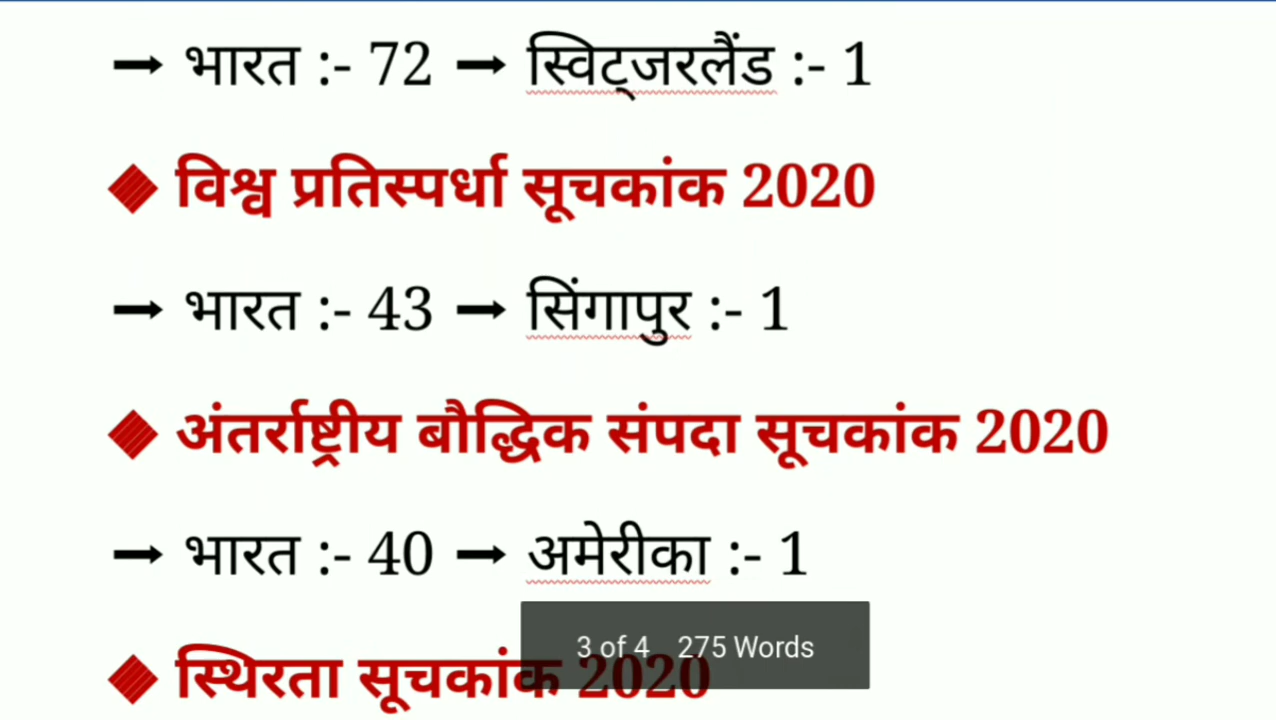 → भारत :- 72 → स्विट्जरलैंड :- 1
◆ विश्व प्रतिस्पर्धा सूचकांक 2020
→ भारत :- 43 → सिंगापुर :- 1
◆ अंतर्राष्ट्रीय बौद्धिक संपदा सूचकांक 2020
→ भारत :- 40 → अमेरीका :- 1
3 of 4 275 Words
◆ स्थिरता सूचकांक 2020